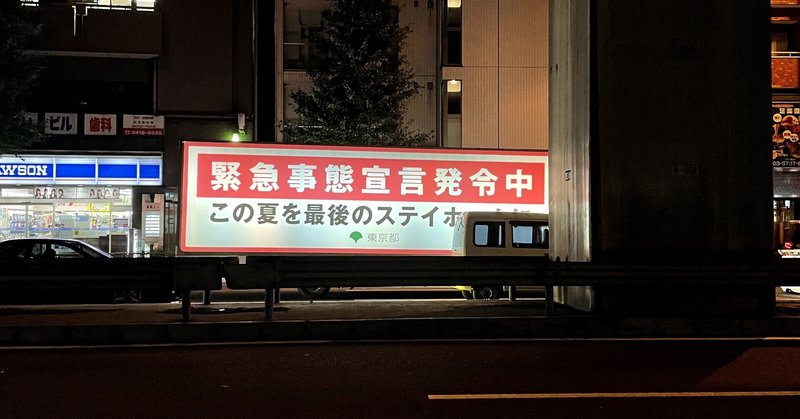 緊急事態宣言発令中
この夏を最後のステイホ
東京都
ビル
歯科
AWSON